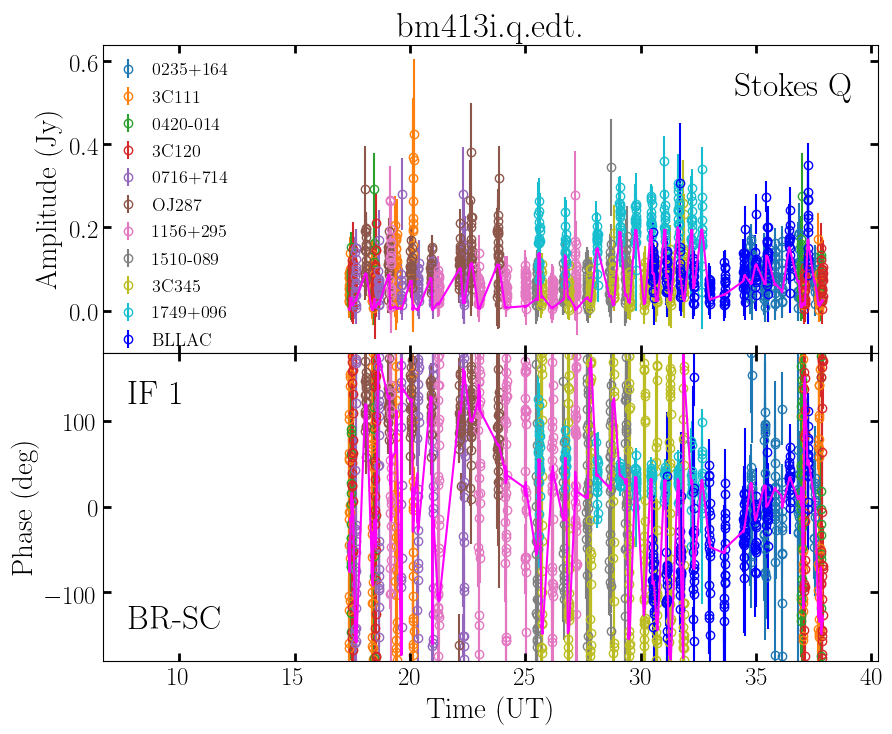 bm413i.q.edt.
Stokes Q
Amplitude (Jy)
0.6
0.4
0.2
0.0
0235+164
3C111
0420-014
3C120
0716+714
OJ287
1156+295
1510-089
3C345
1749+096
BLLAC
IF 1
BR-SC
Phase (deg)
100
0
−100
10 15 20 25 30 35 40
Time (UT)